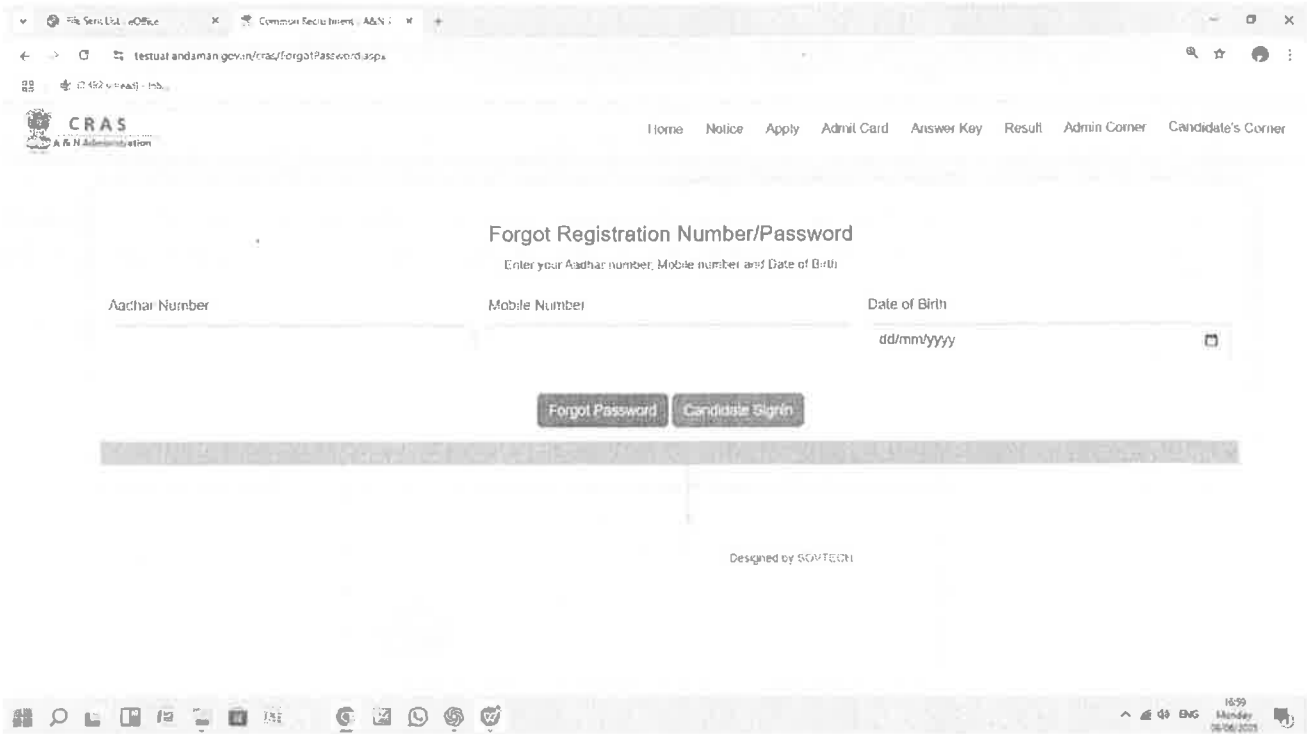 File Sent List - eOffice
Common Recruitment, A&N
testual.andaman.gov.in/cras/ForgotPassword.aspx
CRAS
A & N Administration
Home Notice Apply Admit Card Answer Key Result Admin Corner Candidate's Corner
Forgot Registration Number/Password
Enter your Aadhar number, Mobile number and Date of Birth
Aadhar Number Mobile Number Date of Birth
dd/mm/yyyy
Forgot Password Candidate SignIn
Designed by SOVTECH
ENG
16:59
Monday